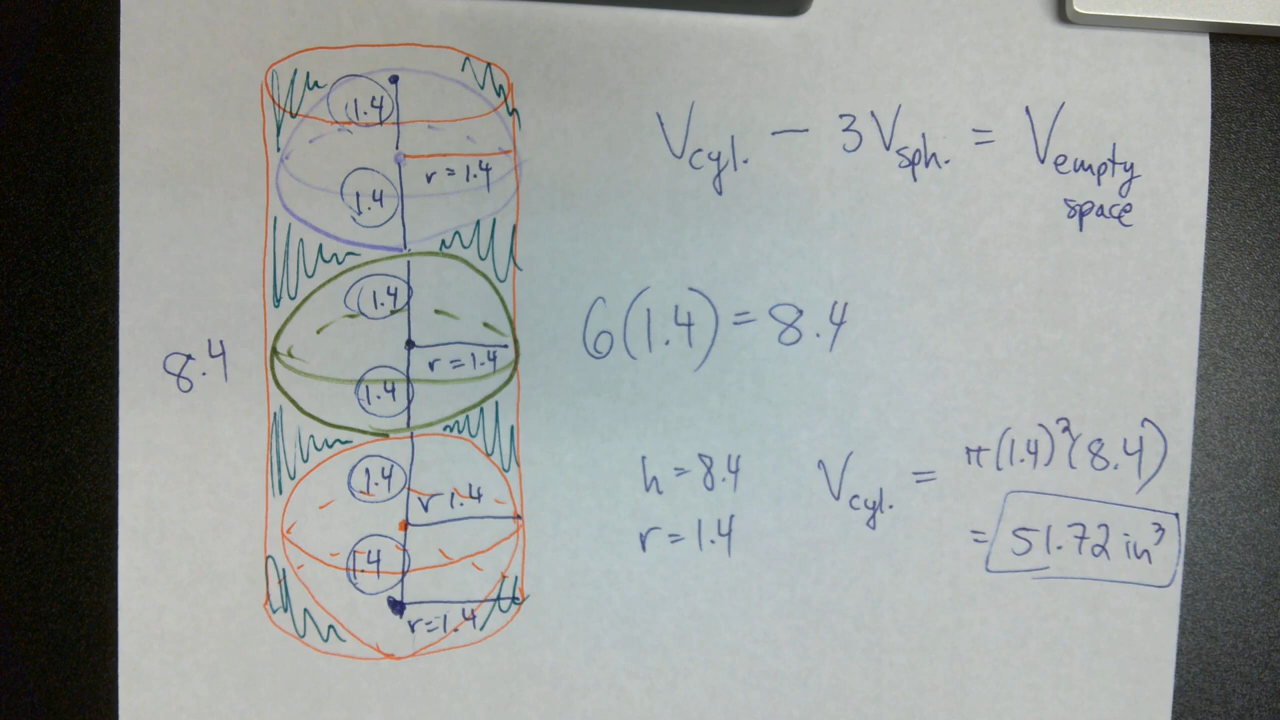 1.4
r = 1.4
1.4
1.4
r = 1.4
1.4
1.4
r 1.4
1.4
r=1.4
8.4
Vcyl. − 3Vsph. = Vempty
space
6(1.4) = 8.4
h = 8.4
r = 1.4
Vcyl. = π(1.4)²(8.4)
= 51.72 in³